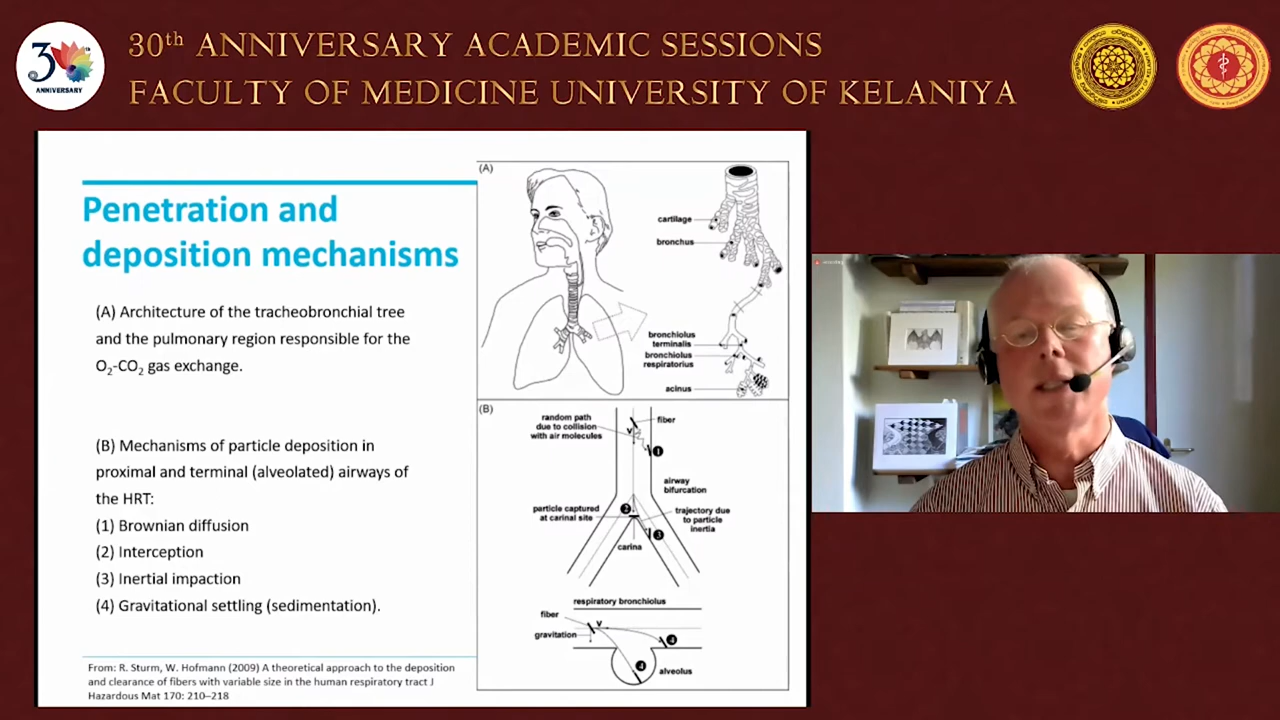 30th ANNIVERSARY ACADEMIC SESSIONS
FACULTY OF MEDICINE UNIVERSITY OF KELANIYA
30th
ANNIVERSARY
Penetration and
deposition mechanisms
(A) Architecture of the tracheobronchial tree
and the pulmonary region responsible for the
O2-CO2 gas exchange.
(B) Mechanisms of particle deposition in
proximal and terminal (alveolated) airways of
the HRT:
(1) Brownian diffusion
(2) Interception
(3) Inertial impaction
(4) Gravitational settling (sedimentation).
From: R. Sturm, W. Hofmann (2009) A theoretical approach to the deposition
and clearance of fibers with variable size in the human respiratory tract J
Hazardous Mat 170: 210–218
(A)
cartilage
bronchus
bronchiolus
terminalis
bronchiolus
respiratorius
acinus
(B)
random path
due to collision
with air molecules
fiber
V
1
airway
bifurcation
particle captured
at carinal site
2
trajectory due
to particle
inertia
3
carina
respiratory bronchiolus
fiber
V
gravitation
4
4
alveolus